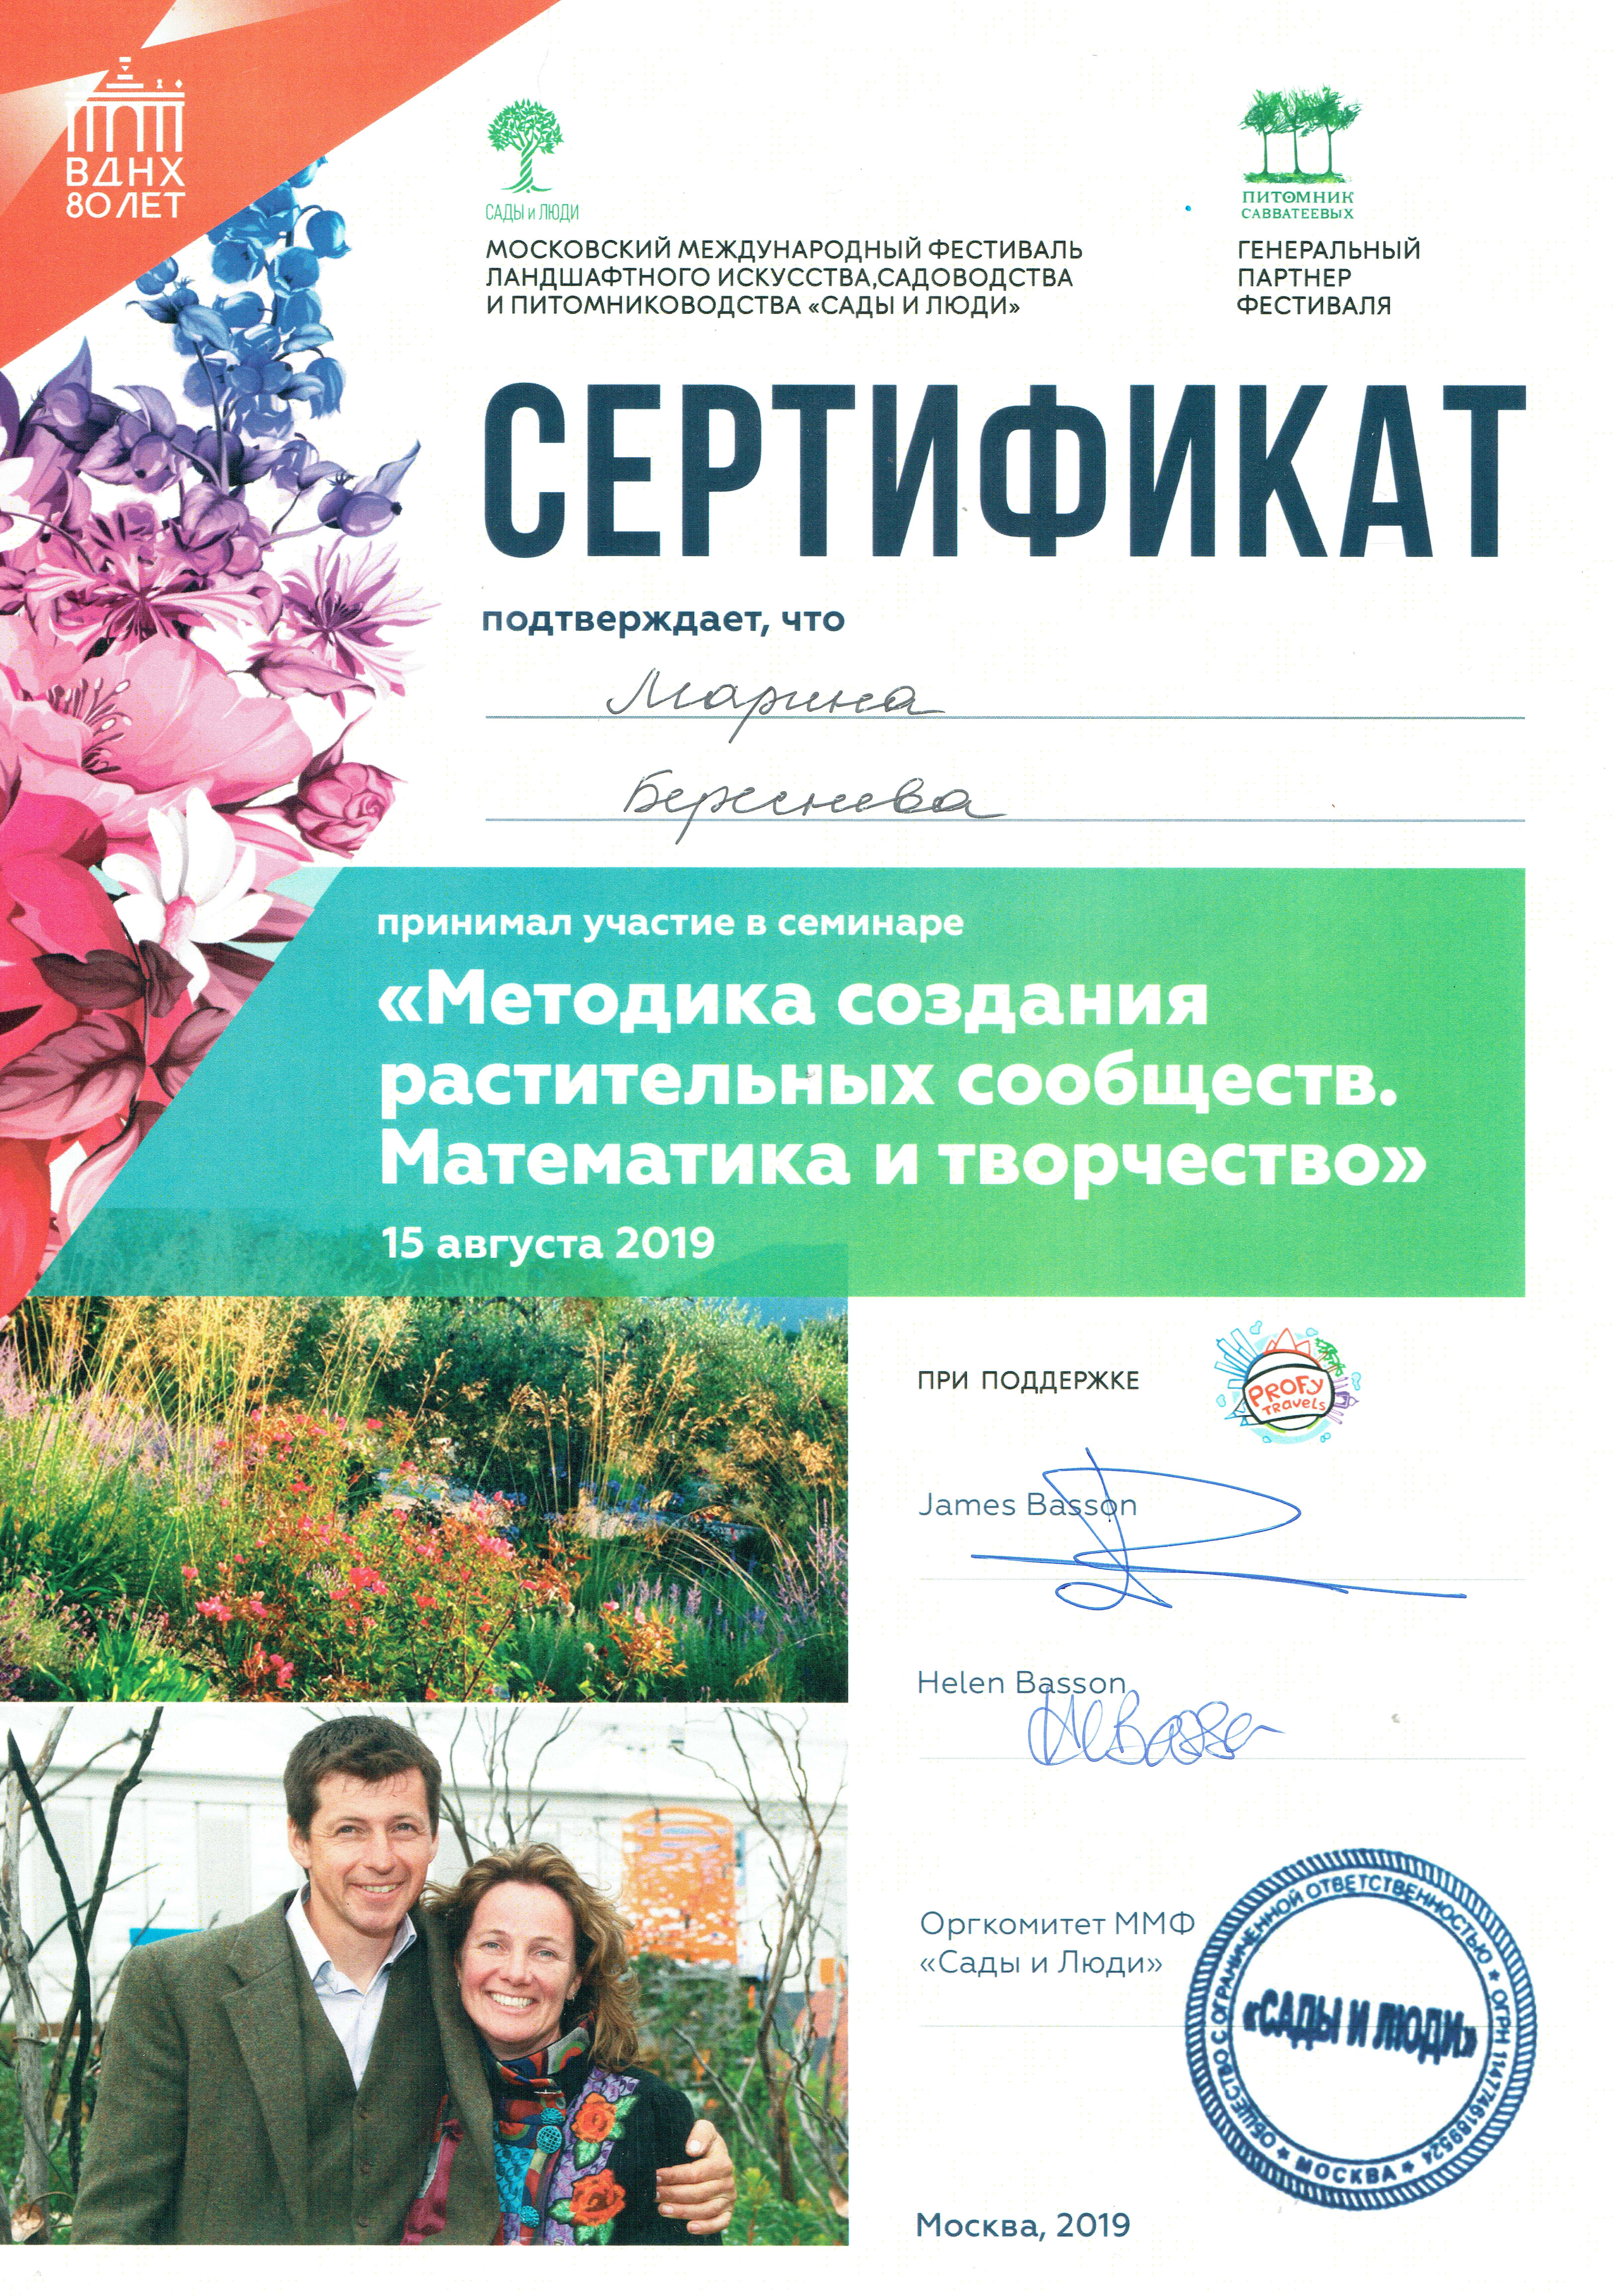 ВДНХ
80 ЛЕТ
САДЫ и ЛЮДИ
МОСКОВСКИЙ МЕЖДУНАРОДНЫЙ ФЕСТИВАЛЬ
ЛАНДШАФТНОГО ИСКУССТВА,САДОВОДСТВА
И ПИТОМНИКОВОДСТВА «САДЫ И ЛЮДИ»
ПИТОМНИК
САВВАТЕЕВЫХ
ГЕНЕРАЛЬНЫЙ
ПАРТНЕР
ФЕСТИВАЛЯ
СЕРТИФИКАТ
подтверждает, что
Марина
Береснева
принимал участие в семинаре
«Методика создания
растительных сообществ.
Математика и творчество»
15 августа 2019
ПРИ ПОДДЕРЖКЕ
PROFY
TRAVELS
James Basson
Helen Basson
Оргкомитет ММФ
«Сады и Люди»
ОБЩЕСТВО С ОГРАНИЧЕННОЙ ОТВЕТСТВЕННОСТЬЮ * ОГРН 1147746189524
* МОСКВА *
«САДЫ И ЛЮДИ»
Москва, 2019